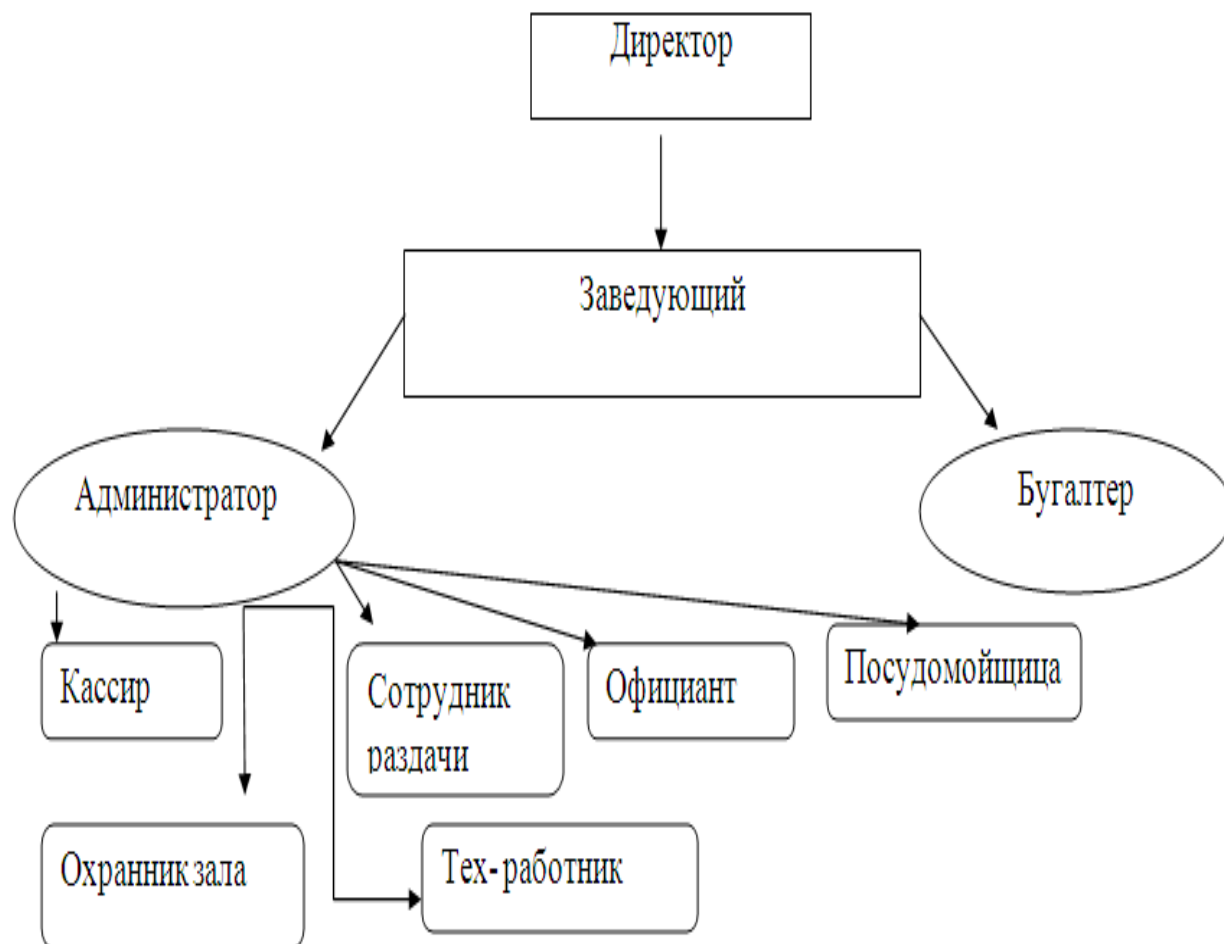 Директор
Заведующий
Администратор
Бугалтер
Кассир
Сотрудник
раздачи
Официант
Посудомойщица
Охранник зала
Тех- работник